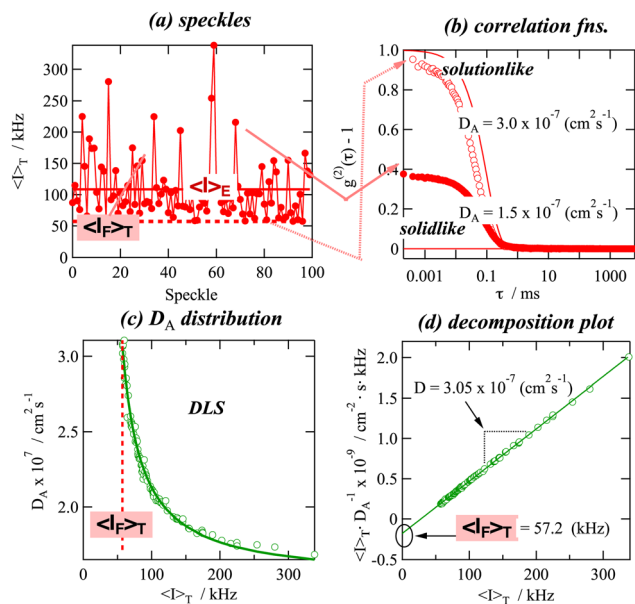 (a) speckles
<I>T / kHz
350
300
250
200
150
100
50
0
<I>E
<IF>T
0 20 40 60 80 100
Speckle
(b) correlation fns.
g(2)(τ) - 1
1.0
0.8
0.6
0.4
0.2
0
solutionlike
DA = 3.0 x 10-7 (cm2s-1)
DA = 1.5 x 10-7 (cm2s-1)
solidlike
0.001 0.1 10 1000
τ / ms
(c) DA distribution
DA x 107 / cm2s-1
3.0
2.5
2.0
DLS
<IF>T
0 100 200 300
<I>T / kHz
(d) decomposition plot
<I>T· DA-1 x 10-9 / cm-2· s· kHz
2.0
1.5
1.0
0.5
0.0
-0.5
D = 3.05 x 10-7 (cm2s-1)
<IF>T = 57.2 (kHz)
0 100 200 300
<I>T / kHz